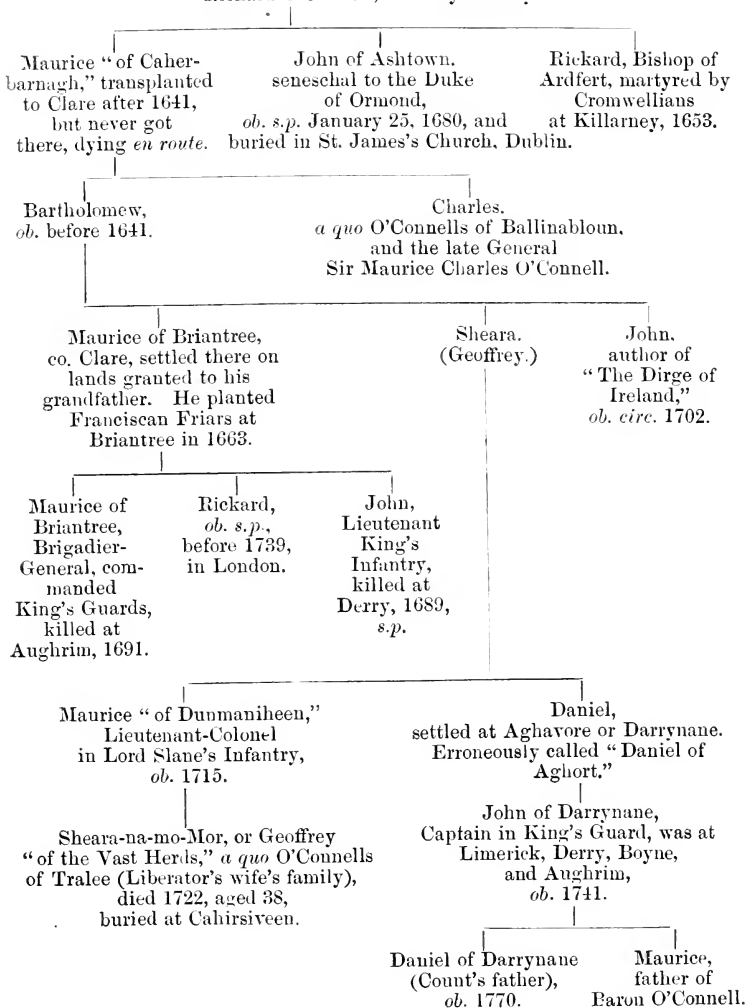 Maurice “of Caher-
barnagh,” transplanted
to Clare after 1641,
but never got
there, dying en route.
John of Ashtown.
seneschal to the Duke
of Ormond,
ob. s.p. January 25, 1680, and
buried in St. James's Church, Dublin.
Rickard, Bishop of
Ardfert, martyred by
Cromwellians
at Killarney, 1653.
Bartholomew,
ob. before 1641.
Charles.
a quo O'Connells of Ballinabloun,
and the late General
Sir Maurice Charles O'Connell.
Maurice of Briantree,
co. Clare, settled there on
lands granted to his
grandfather. He planted
Franciscan Friars at
Briantree in 1663.
Sheara.
(Geoffrey.)
John,
author of
“The Dirge of
Ireland,”
ob. circ. 1702.
Maurice of
Briantree,
Brigadier-
General, com-
manded
King's Guards,
killed at
Aughrim, 1691.
Rickard,
ob. s.p.,
before 1739,
in London.
John,
Lieutenant
King's
Infantry,
killed at
Derry, 1689,
s.p.
Maurice “of Dunmaniheen,”
Lieutenant-Colonel
in Lord Slane's Infantry,
ob. 1715.
Daniel,
settled at Aghavore or Darrynane.
Erroneously called “Daniel of
Aghort.”
Sheara-na-mo-Mor, or Geoffrey
“of the Vast Herds,” a quo O'Connells
of Tralee (Liberator's wife's family),
died 1722, aged 38,
buried at Cahirsiveen.
John of Darrynane,
Captain in King's Guard, was at
Limerick, Derry, Boyne,
and Aughrim,
ob. 1741.
Daniel of Darrynane
(Count's father),
ob. 1770.
Maurice,
father of
Baron O'Connell.